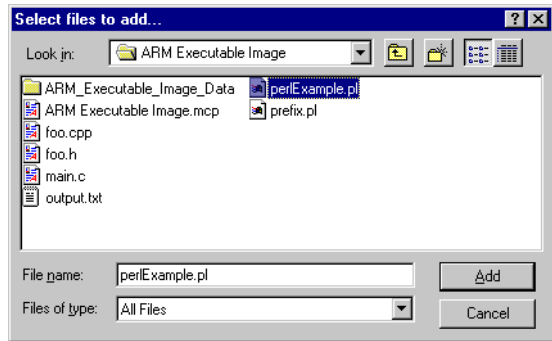 Select files to add...
Look in: ARM Executable Image
ARM_Executable_Image_Data
ARM Executable Image.mcp
foo.cpp
foo.h
main.c
output.txt
perlExample.pl
prefix.pl
File name: perlExample.pl
Add
Files of type: All Files
Cancel